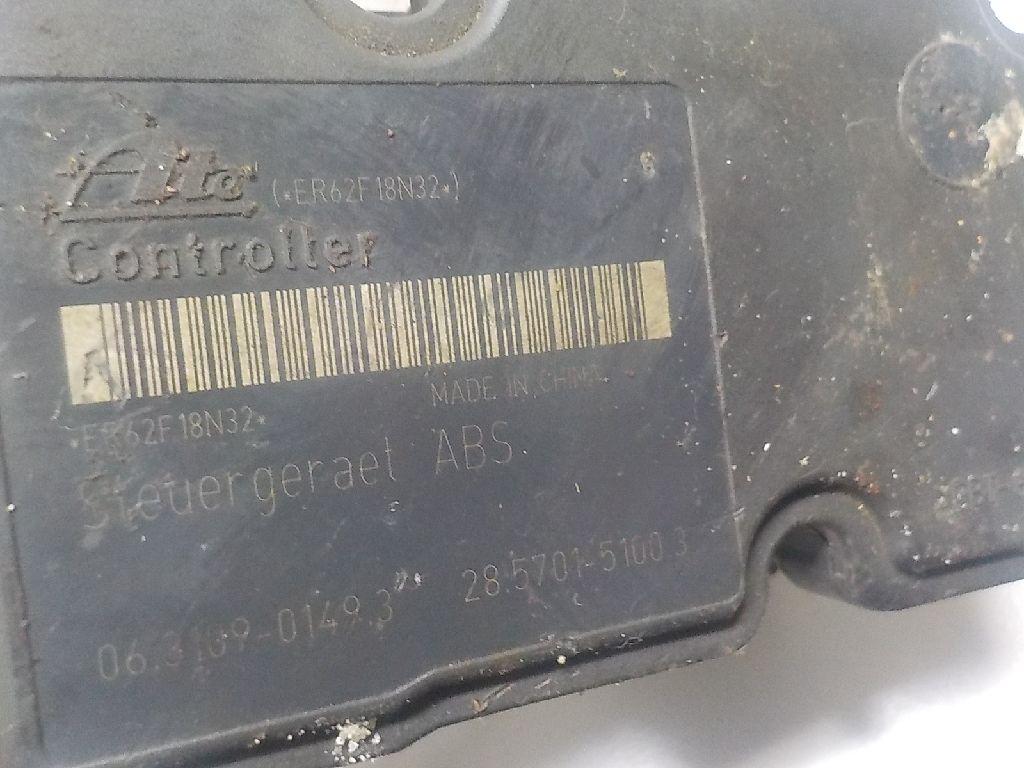 Ate (*ER62F18N32*)
Controller
MADE IN CHINA
*ER62F18N32*
Steuergeraet ABS
06.3109-0149.3 28.5701-5100.3